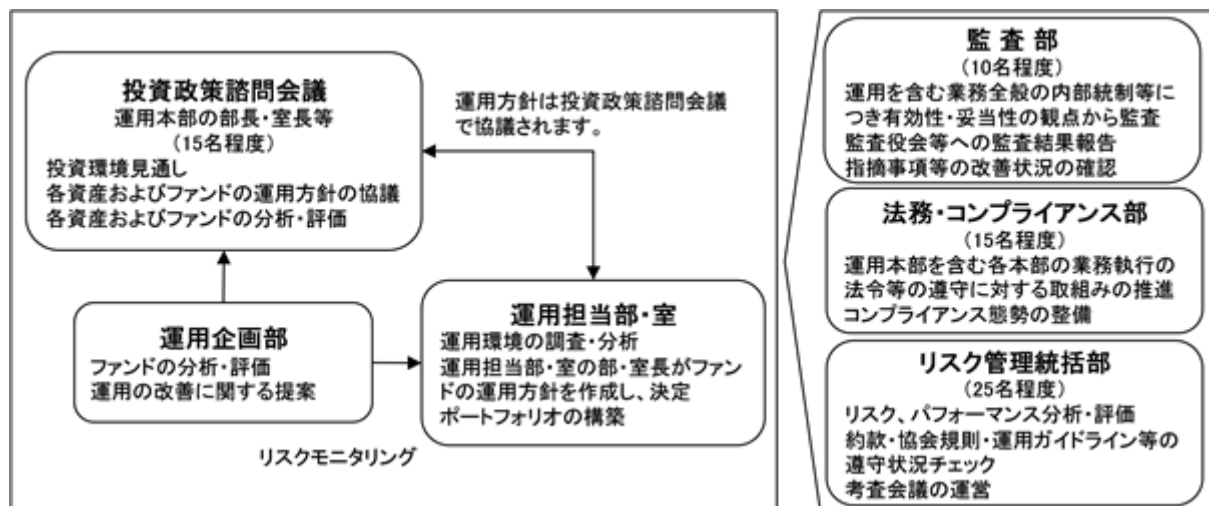 投資政策諮問会議
運用本部の部長・室長等
(15名程度)
投資環境見通し
各資産およびファンドの運用方針の協議
各資産およびファンドの分析・評価
運用方針は投資政策諮問会議
で協議されます。
運用企画部
ファンドの分析・評価
運用の改善に関する提案
運用担当部・室
運用環境の調査・分析
運用担当部・室の部・室長がファン
ドの運用方針を作成し、決定
ポートフォリオの構築
リスクモニタリング
監査部
(10名程度)
運用を含む業務全般の内部統制等に
つき有効性・妥当性の観点から監査
監査役会等への監査結果報告
指摘事項等の改善状況の確認
法務・コンプライアンス部
(15名程度)
運用本部を含む各本部の業務執行の
法令等の遵守に対する取組みの推進
コンプライアンス態勢の整備
リスク管理統括部
(25名程度)
リスク、パフォーマンス分析・評価
約款・協会規則・運用ガイドライン等の
遵守状況チェック
考査会議の運営